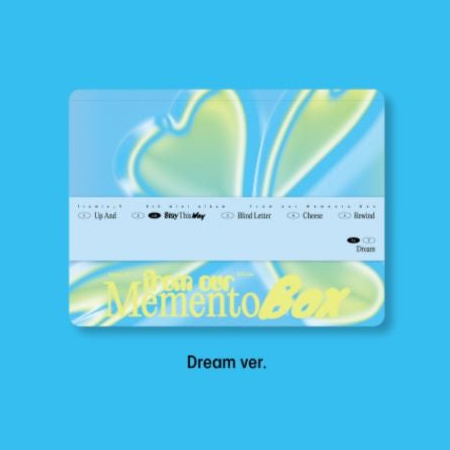 fromis_9 5th mini album from our Memento Box
Up And Stay This Way Blind Letter Cheese Rewind
Dream
from our
Memento Box
Dream ver.